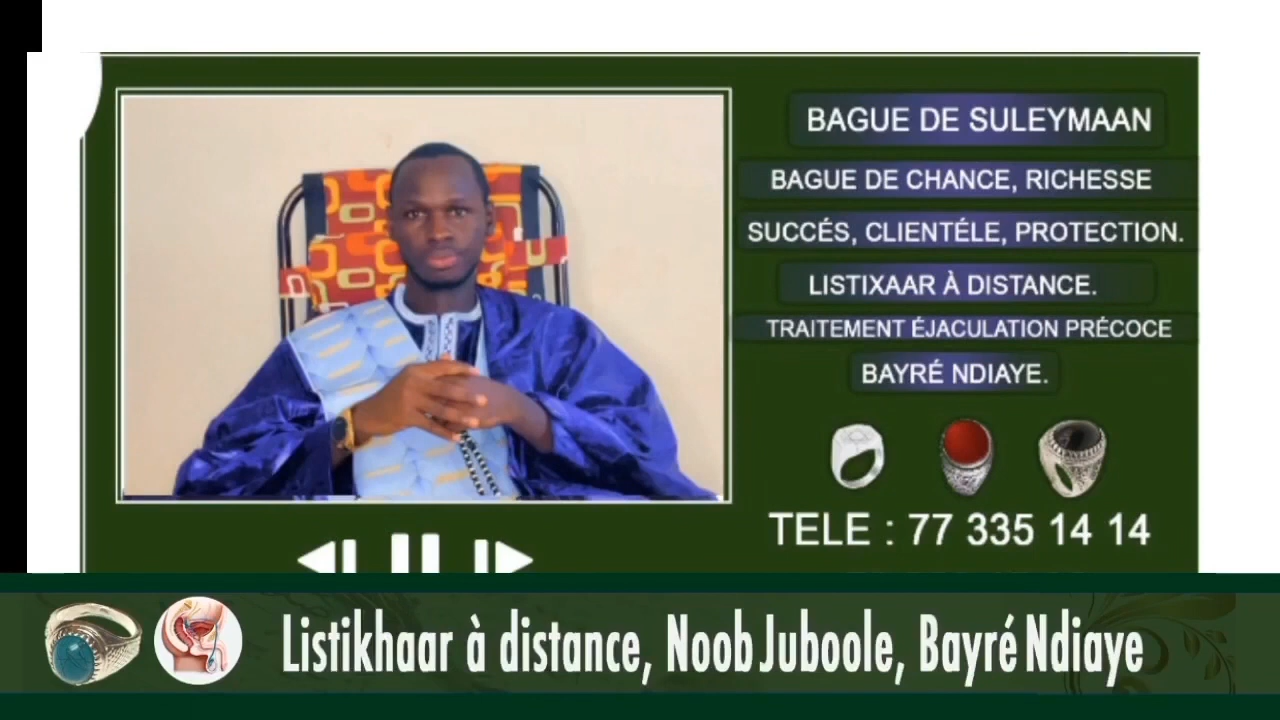 BAGUE DE SULEYMAAN
BAGUE DE CHANCE, RICHESSE
SUCCÉS, CLIENTÉLE, PROTECTION.
LISTIXAAR À DISTANCE.
TRAITEMENT ÉJACULATION PRÉCOCE
BAYRÉ NDIAYE.
TELE : 77 335 14 14
Listikhaar à distance, Noob Juboole, Bayré Ndiaye